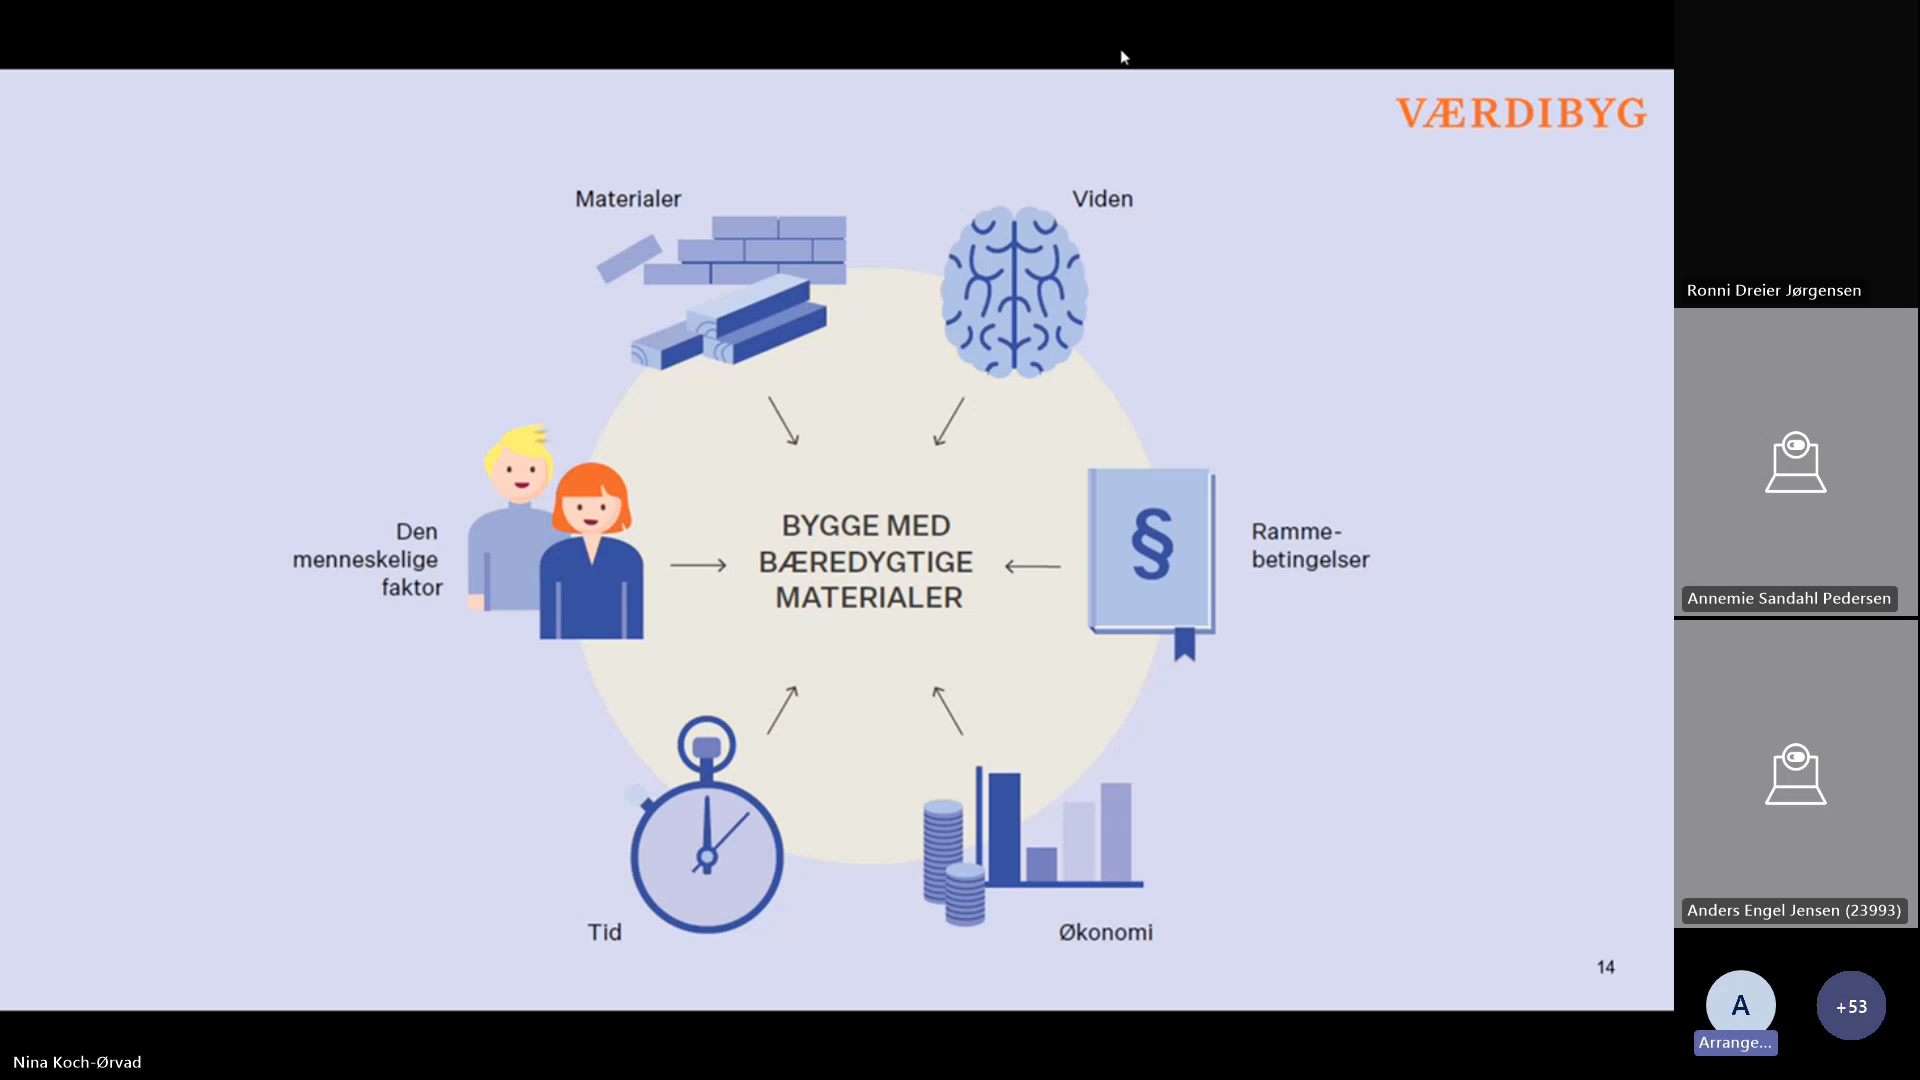 VÆRDIBYG
Materialer
Viden
Den
menneskelige
faktor
BYGGE MED
BÆREDYGTIGE
MATERIALER
§
Ramme-
betingelser
Tid
Økonomi
14
Nina Koch-Ørvad
Ronni Dreier Jørgensen
Annemie Sandahl Pedersen
Anders Engel Jensen (23993)
A
+53
Arrange...